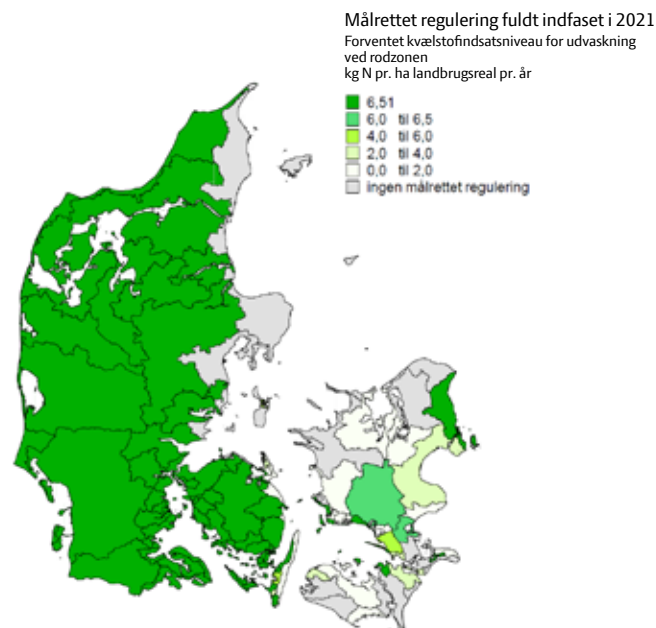 Målrettet regulering fuldt indfaset i 2021
Forventet kvælstofindsatsniveau for udvaskning
ved rodzonen
kg N pr. ha landbrugsreal pr. år
6,51
6,0 til 6,5
4,0 til 6,0
2,0 til 4,0
0,0 til 2,0
ingen målrettet regulering